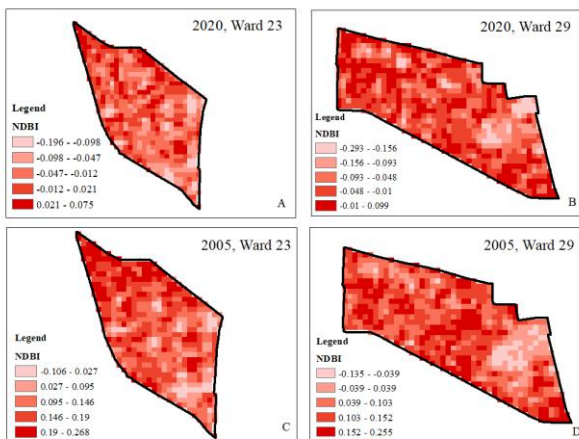 2020, Ward 23
Legend
NDBI
-0.196 - -0.098
-0.098 - -0.047
-0.047 - -0.012
-0.012 - 0.021
0.021 - 0.075
A
2020, Ward 29
Legend
NDBI
-0.293 - -0.156
-0.156 - -0.093
-0.093 - -0.048
-0.048 - -0.01
-0.01 - 0.099
B
2005, Ward 23
Legend
NDBI
-0.106 - 0.027
0.027 - 0.095
0.095 - 0.146
0.146 - 0.19
0.19 - 0.268
C
2005, Ward 29
Legend
NDBI
-0.135 - -0.039
-0.039 - 0.039
0.039 - 0.103
0.103 - 0.152
0.152 - 0.255
D